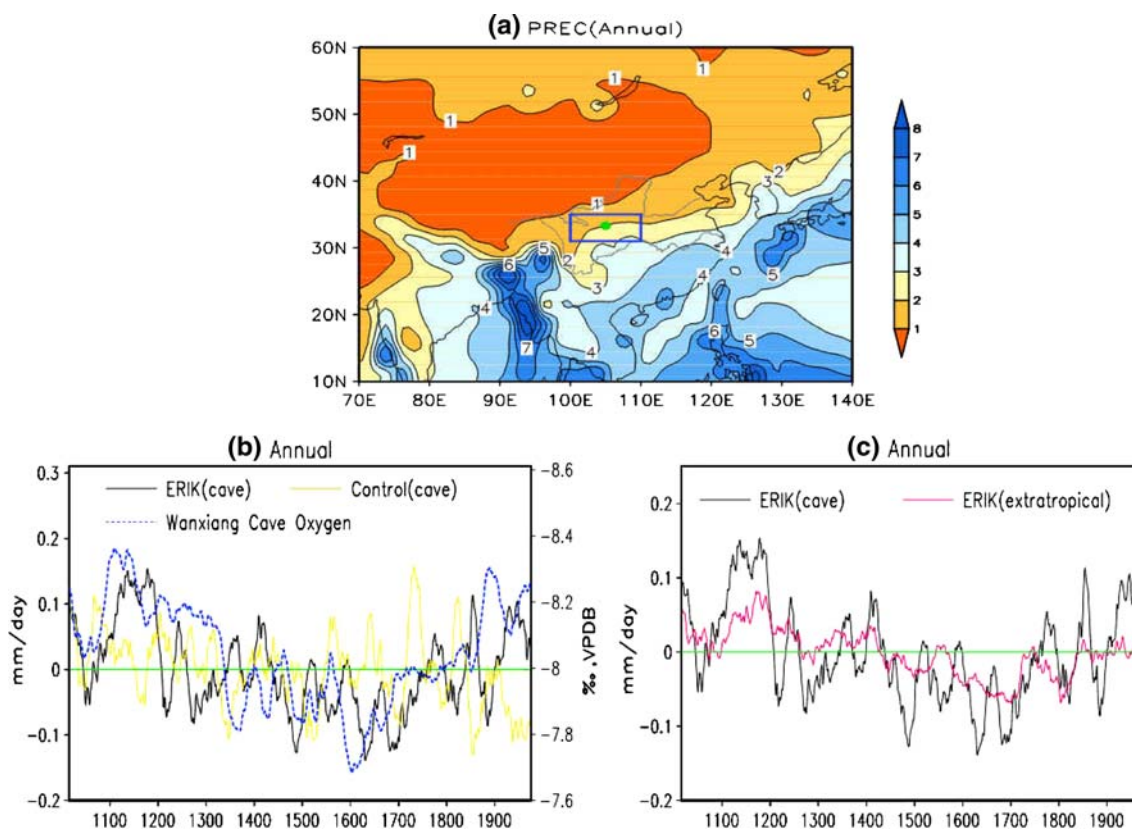 (a) PREC(Annual)
60N
50N
40N
30N
20N
10N
70E 80E 90E 100E 110E 120E 130E 140E
1 1 1
1
1
2
3
1
5 2 4
6 4 5
3
4
6 5
7 4
8
7
6
5
4
3
2
1
(b) Annual
ERIK(cave) Control(cave)
Wanxiang Cave Oxygen
mm/day
0.3
0.2
0.1
0
−0.1
−0.2
−8.6
−8.4
−8.2
−8
−7.8
−7.6
‰.VPDB
1100 1200 1300 1400 1500 1600 1700 1800 1900
(c) Annual
ERIK(cave) ERIK(extratropical)
mm/day
0.2
0.1
0
−0.1
−0.2
1100 1200 1300 1400 1500 1600 1700 1800 1900